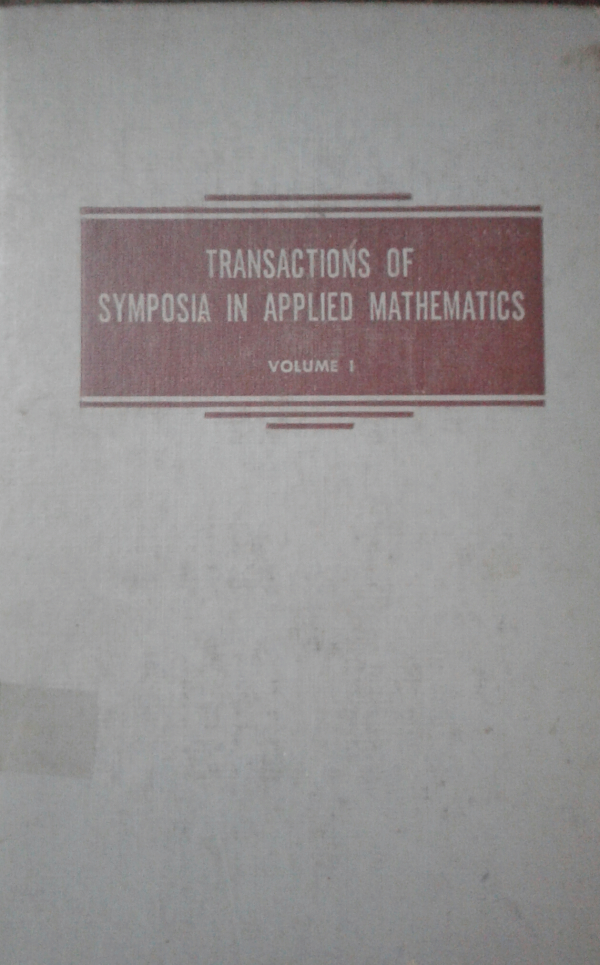 TRANSACTIONS OF
SYMPOSIA IN APPLIED MATHEMATICS
VOLUME I